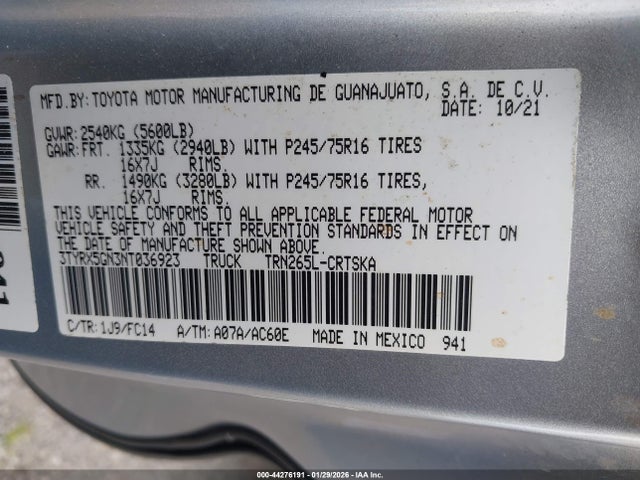 MFD.BY:TOYOTA MOTOR MANUFACTURING DE GUANAJUATO, S.A. DE C.V.
DATE: 10/21
GVWR:2540KG (5600LB)
GAWR:FRT. 1335KG (2940LB) WITH P245/75R16 TIRES
16X7J RIMS.
RR. 1490KG (3280LB) WITH P245/75R16 TIRES,
16X7J RIMS.
THIS VEHICLE CONFORMS TO ALL APPLICABLE FEDERAL MOTOR
VEHICLE SAFETY AND THEFT PREVENTION STANDARDS IN EFFECT ON
THE DATE OF MANUFACTURE SHOWN ABOVE.
3TYRX5GN3NT036923 TRUCK TRN265L-CRTSKA
C/TR:1J9/FC14 A/TM:A07A/AC60E MADE IN MEXICO 941
941
000-44276191 - 01/29/2026 - IAA Inc.